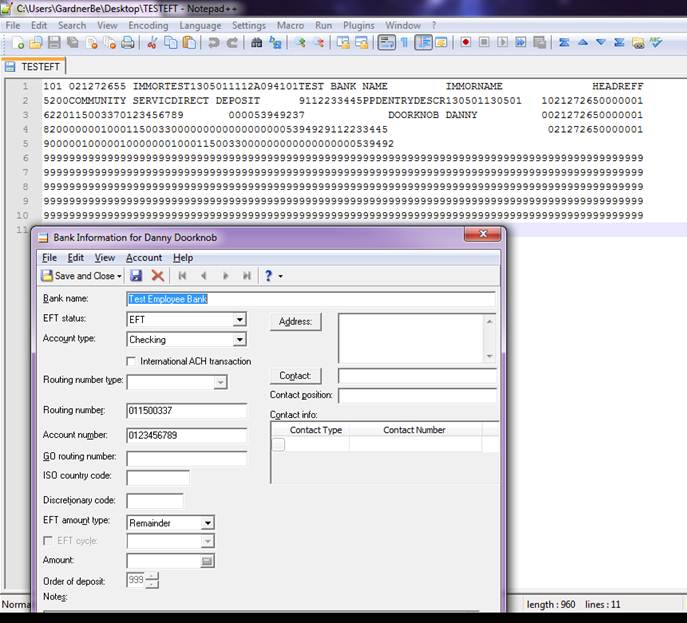 C:\Users\GardnerBe\Desktop\TESTEFT - Notepad++
File Edit Search View Encoding Language Settings Macro Run Plugins Window ?
TESTEFT
1 101 021272655 IMMORTEST1305011112A094101TEST BANK NAME IMMORNAME HEADREFF
2 5200COMMUNITY SERVICDIRECT DEPOSIT 9112233445PPDENTRYDESCR130501130501 1021272650000001
3 6220115003370123456789 0000539492​37 DOORKNOB DANNY 0021272650000001
4 820000000100011500330000000000000000005394929112233445 021272650000001
5 9000001000001000000010001150033000000000000000000539492
6 9999999999999999999999999999999999999999999999999999999999999999999999999999999999999999999999
7 9999999999999999999999999999999999999999999999999999999999999999999999999999999999999999999999
8 9999999999999999999999999999999999999999999999999999999999999999999999999999999999999999999999
9 9999999999999999999999999999999999999999999999999999999999999999999999999999999999999999999999
10 9999999999999999999999999999999999999999999999999999999999999999999999999999999999999999999999
11
Bank Information for Danny Doorknob
File Edit View Account Help
Save and Close
Bank name: Test Employee Bank
EFT status: EFT Address:
Account type: Checking
International ACH transaction
Routing number type: Contact:
Contact position:
Routing number: 011500337 Contact info:
Contact Type Contact Number
Account number: 0123456789
GO routing number:
ISO country code:
Discretionary code:
EFT amount type: Remainder
EFT cycle:
Amount:
Order of deposit: 999
Notes:
Norma length : 960 lines : 11